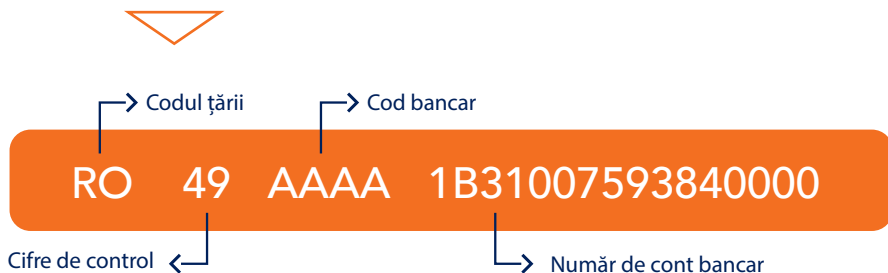 Codul țării Cod bancar
RO 49 AAAA 1B31007593840000
Cifre de control Număr de cont bancar